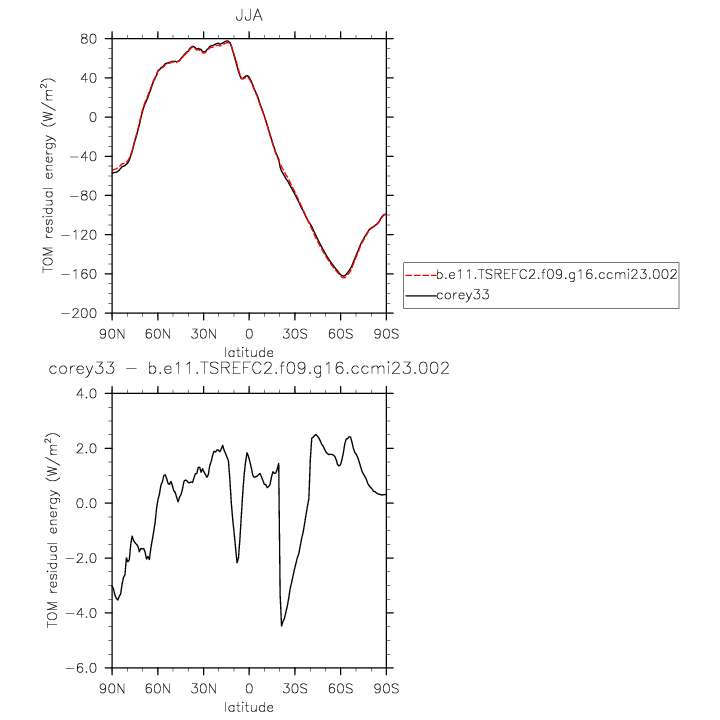 JJA
80
40
0
−40
−80
−120
−160
−200
TOM residual energy (W/m²)
90N 60N 30N 0 30S 60S 90S
latitude
b.e11.TSREFC2.f09.g16.ccmi23.002
corey33
corey33 − b.e11.TSREFC2.f09.g16.ccmi23.002
4.0
2.0
0.0
−2.0
−4.0
−6.0
TOM residual energy (W/m²)
90N 60N 30N 0 30S 60S 90S
latitude